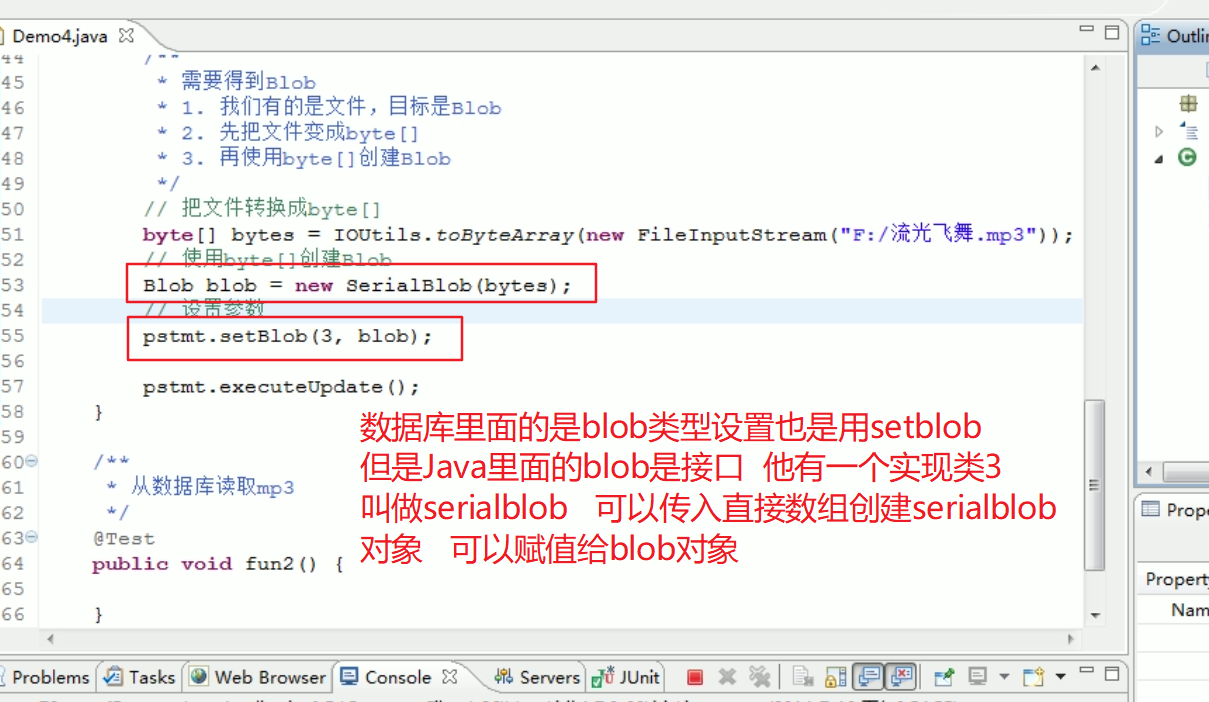 Demo4.java
Outlin
44 /**
45 * 需要得到Blob
46 * 1. 我们有的是文件，目标是Blob
47 * 2. 先把文件变成byte[]
48 * 3. 再使用byte[]创建Blob
49 */
50 // 把文件转换成byte[]
51 byte[] bytes = IOUtils.toByteArray(new FileInputStream("F:/流光飞舞.mp3"));
52 // 使用byte[]创建Blob
53 Blob blob = new SerialBlob(bytes);
54 // 设置参数
55 pstmt.setBlob(3, blob);
56
57 pstmt.executeUpdate();
58 }
数据库里面的是blob类型设置也是用setblob
59
但是Java里面的blob是接口 他有一个实现类3
60 /**
61 * 从数据库读取mp3
叫做serialblob 可以传入直接数组创建serialblob
62 */
63 @Test
对象 可以赋值给blob对象
64 public void fun2() {
65
66 }
Prope
Property
Nam
Problems Tasks Web Browser Console Servers JUnit